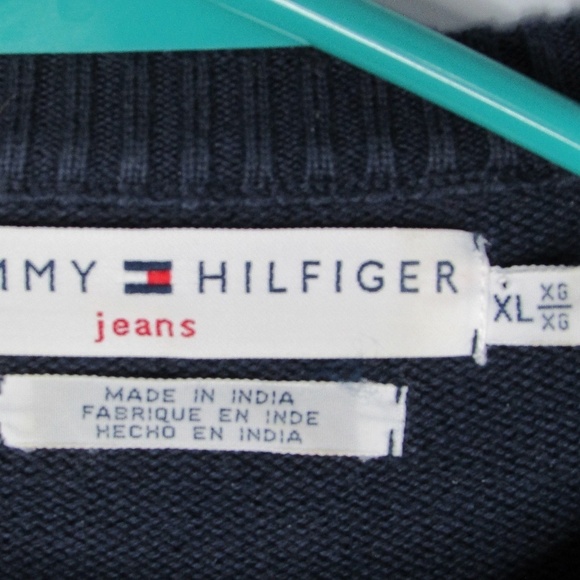 MMY HILFIGER
jeans
XL XG XG
MADE IN INDIA
FABRIQUE EN INDE
HECHO EN INDIA